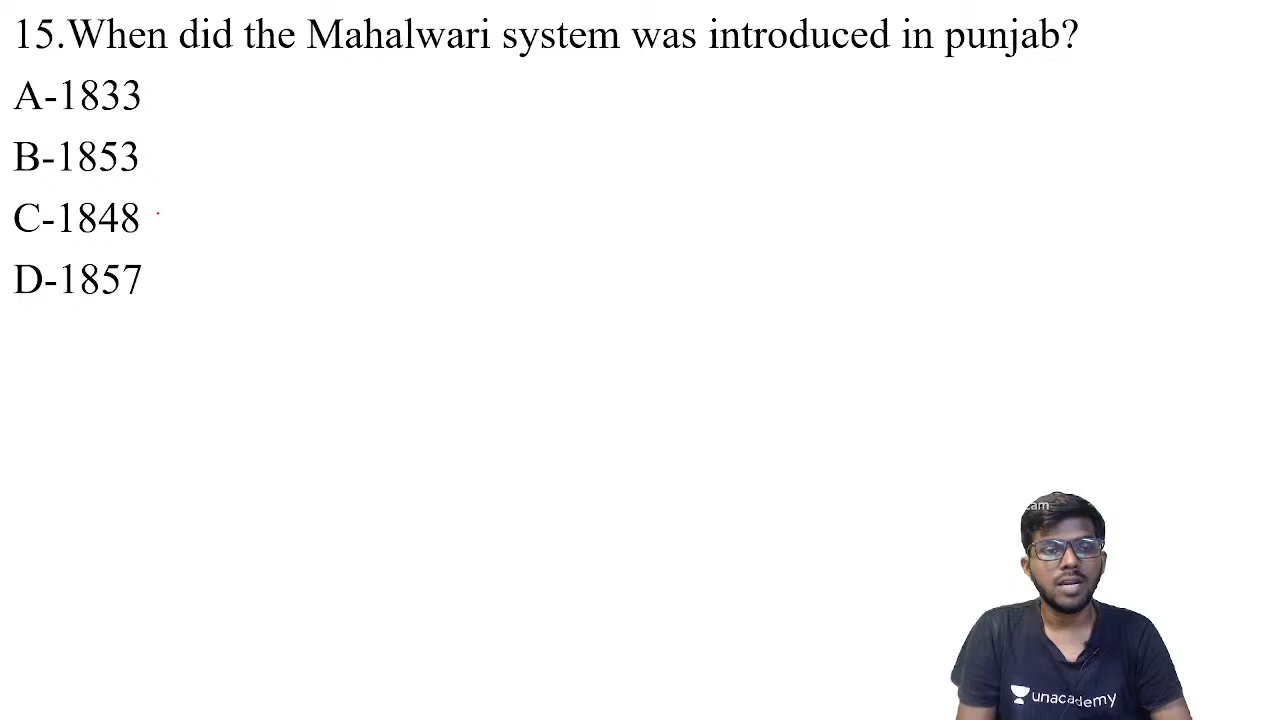 15.When did the Mahalwari system was introduced in punjab?
A-1833
B-1853
C-1848
D-1857
unacademy